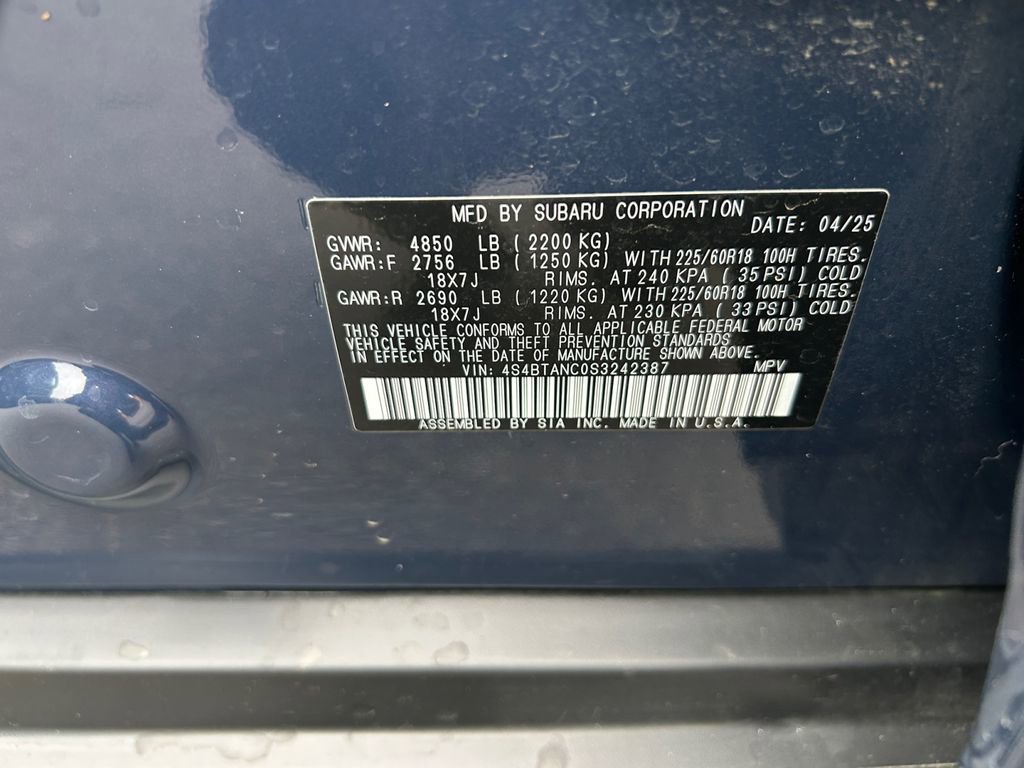 MFD BY SUBARU CORPORATION DATE: 04/25
GVWR: 4850 LB (2200 KG)
GAWR:F 2756 LB (1250 KG) WITH 225/60R18 100H TIRES.
18X7J RIMS. AT 240 KPA (35 PSI) COLD
GAWR:R 2690 LB (1220 KG) WITH 225/60R18 100H TIRES.
18X7J RIMS. AT 230 KPA (33 PSI) COLD
THIS VEHICLE CONFORMS TO ALL APPLICABLE FEDERAL MOTOR
VEHICLE SAFETY AND THEFT PREVENTION STANDARDS
IN EFFECT ON THE DATE OF MANUFACTURE SHOWN ABOVE.
VIN: 4S4BTANC0S3242387 MPV
ASSEMBLED BY SIA INC. MADE IN U.S.A.